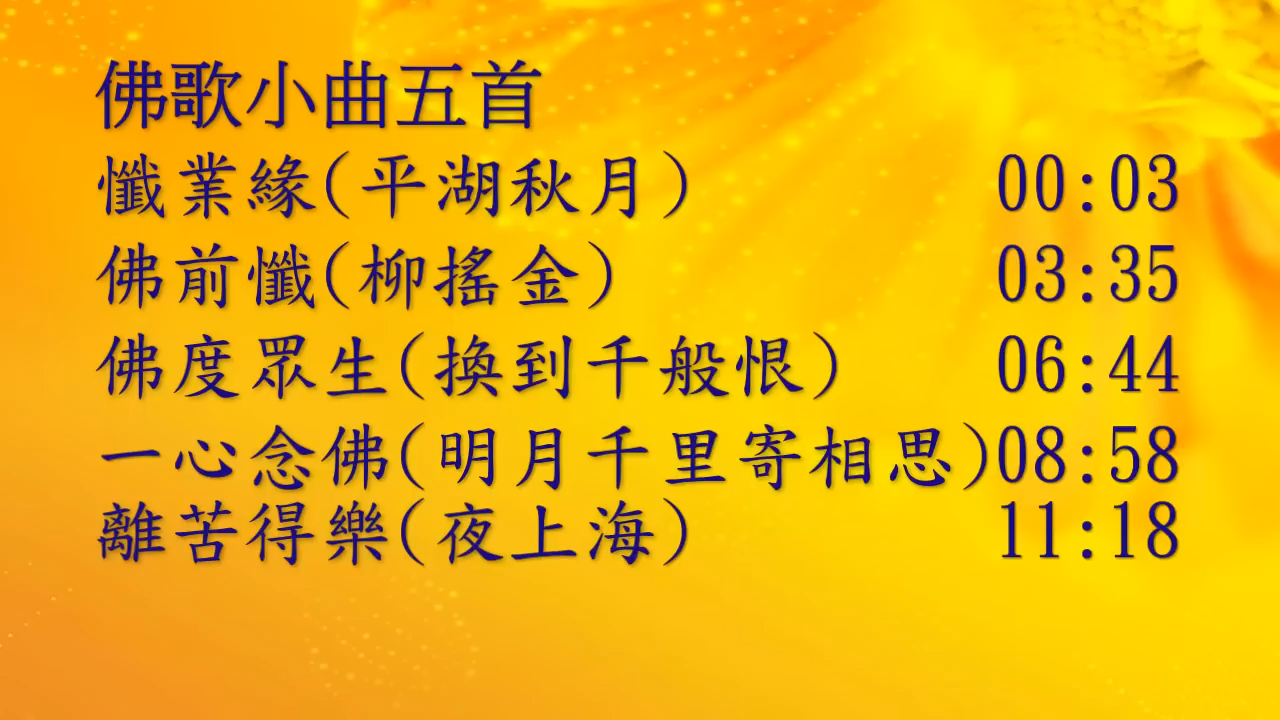 佛歌小曲五首
懺業緣(平湖秋月) 00:03
佛前懺(柳搖金) 03:35
佛度眾生(換到千般恨) 06:44
一心念佛(明月千里寄相思)08:58
離苦得樂(夜上海) 11:18